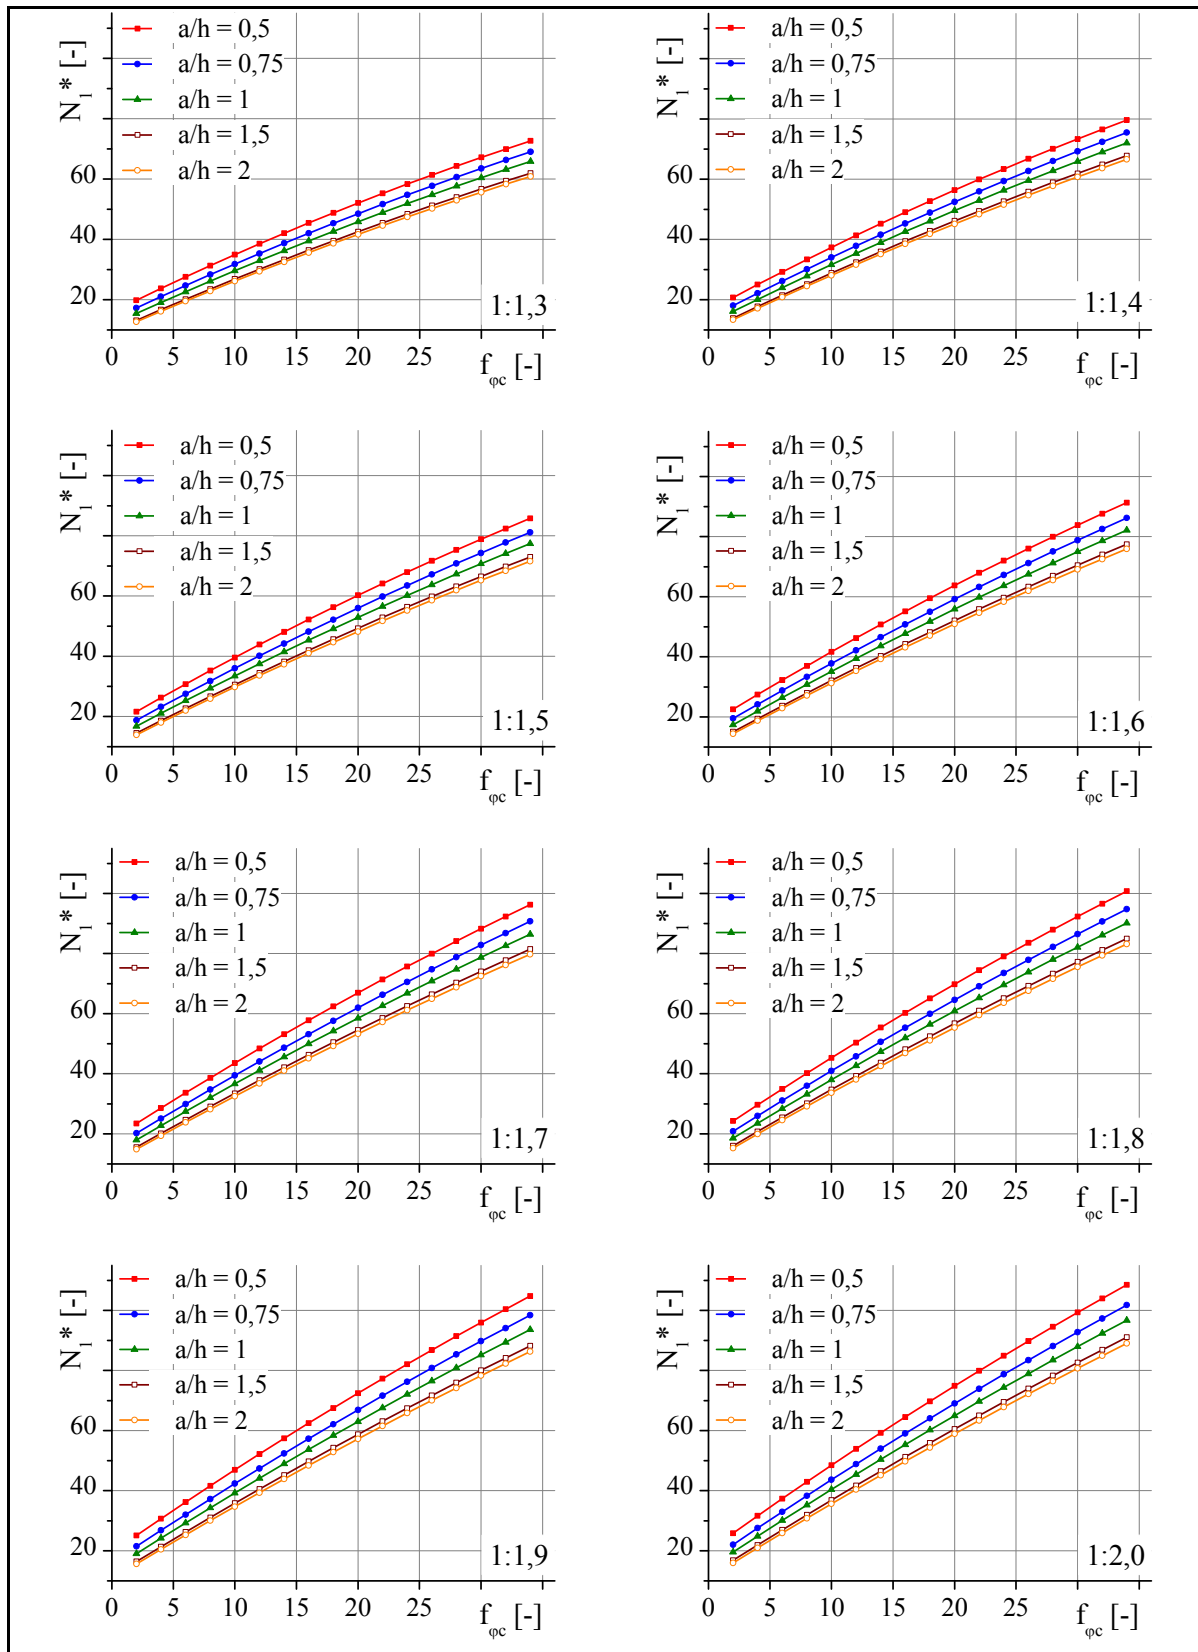 N₁* [-]
a/h = 0,5
a/h = 0,75
a/h = 1
a/h = 1,5
a/h = 2
60
40
20
1:1,3
0 5 10 15 20 25 f_φc [-]
N₁* [-]
a/h = 0,5
a/h = 0,75
a/h = 1
a/h = 1,5
a/h = 2
60
40
20
1:1,4
0 5 10 15 20 25 f_φc [-]
N₁* [-]
a/h = 0,5
a/h = 0,75
a/h = 1
a/h = 1,5
a/h = 2
60
40
20
1:1,5
0 5 10 15 20 25 f_φc [-]
N₁* [-]
a/h = 0,5
a/h = 0,75
a/h = 1
a/h = 1,5
a/h = 2
60
40
20
1:1,6
0 5 10 15 20 25 f_φc [-]
N₁* [-]
a/h = 0,5
a/h = 0,75
a/h = 1
a/h = 1,5
a/h = 2
60
40
20
1:1,7
0 5 10 15 20 25 f_φc [-]
N₁* [-]
a/h = 0,5
a/h = 0,75
a/h = 1
a/h = 1,5
a/h = 2
60
40
20
1:1,8
0 5 10 15 20 25 f_φc [-]
N₁* [-]
a/h = 0,5
a/h = 0,75
a/h = 1
a/h = 1,5
a/h = 2
60
40
20
1:1,9
0 5 10 15 20 25 f_φc [-]
N₁* [-]
a/h = 0,5
a/h = 0,75
a/h = 1
a/h = 1,5
a/h = 2
60
40
20
1:2,0
0 5 10 15 20 25 f_φc [-]